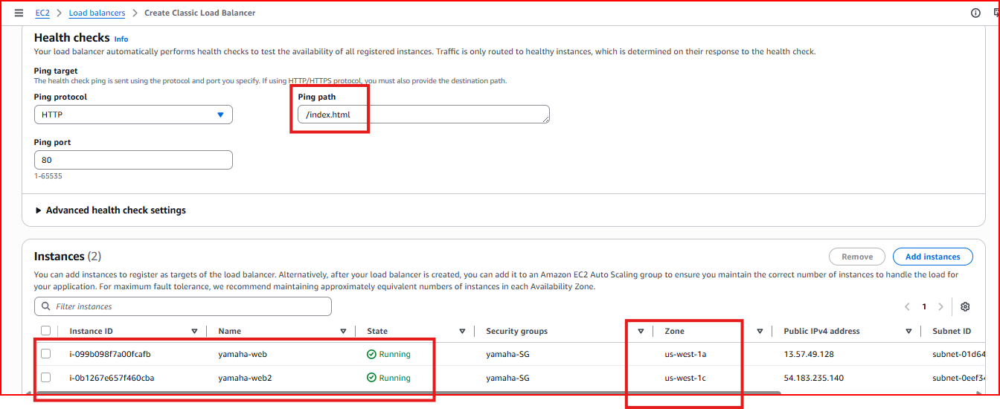 EC2 > Load balancers > Create Classic Load Balancer
Health checks Info
Your load balancer automatically performs health checks to test the availability of all registered instances. Traffic is only routed to healthy instances, which is determined on their response to the health check.
Ping target
The health check ping is sent using the protocol and port you specify. If using HTTP/HTTPS protocol, you must also provide the destination path.
Ping protocol Ping path
HTTP /index.html
Ping port
80
1-65535
Advanced health check settings
Instances (2) Remove Add instances
You can add instances to register as targets of the load balancer. Alternatively, after your load balancer is created, you can add it to an Amazon EC2 Auto Scaling group to ensure you maintain the correct number of instances to handle the load for
your application. For maximum fault tolerance, we recommend maintaining approximately equivalent numbers of instances in each Availability Zone.
Filter instances 1
Instance ID Name State Security groups Zone Public IPv4 address Subnet ID
i-099b098f7a00fcafb yamaha-web Running yamaha-SG us-west-1a 13.57.49.128 subnet-01d64
i-0b1267e657f460cba yamaha-web2 Running yamaha-SG us-west-1c 54.183.235.140 subnet-0eef34